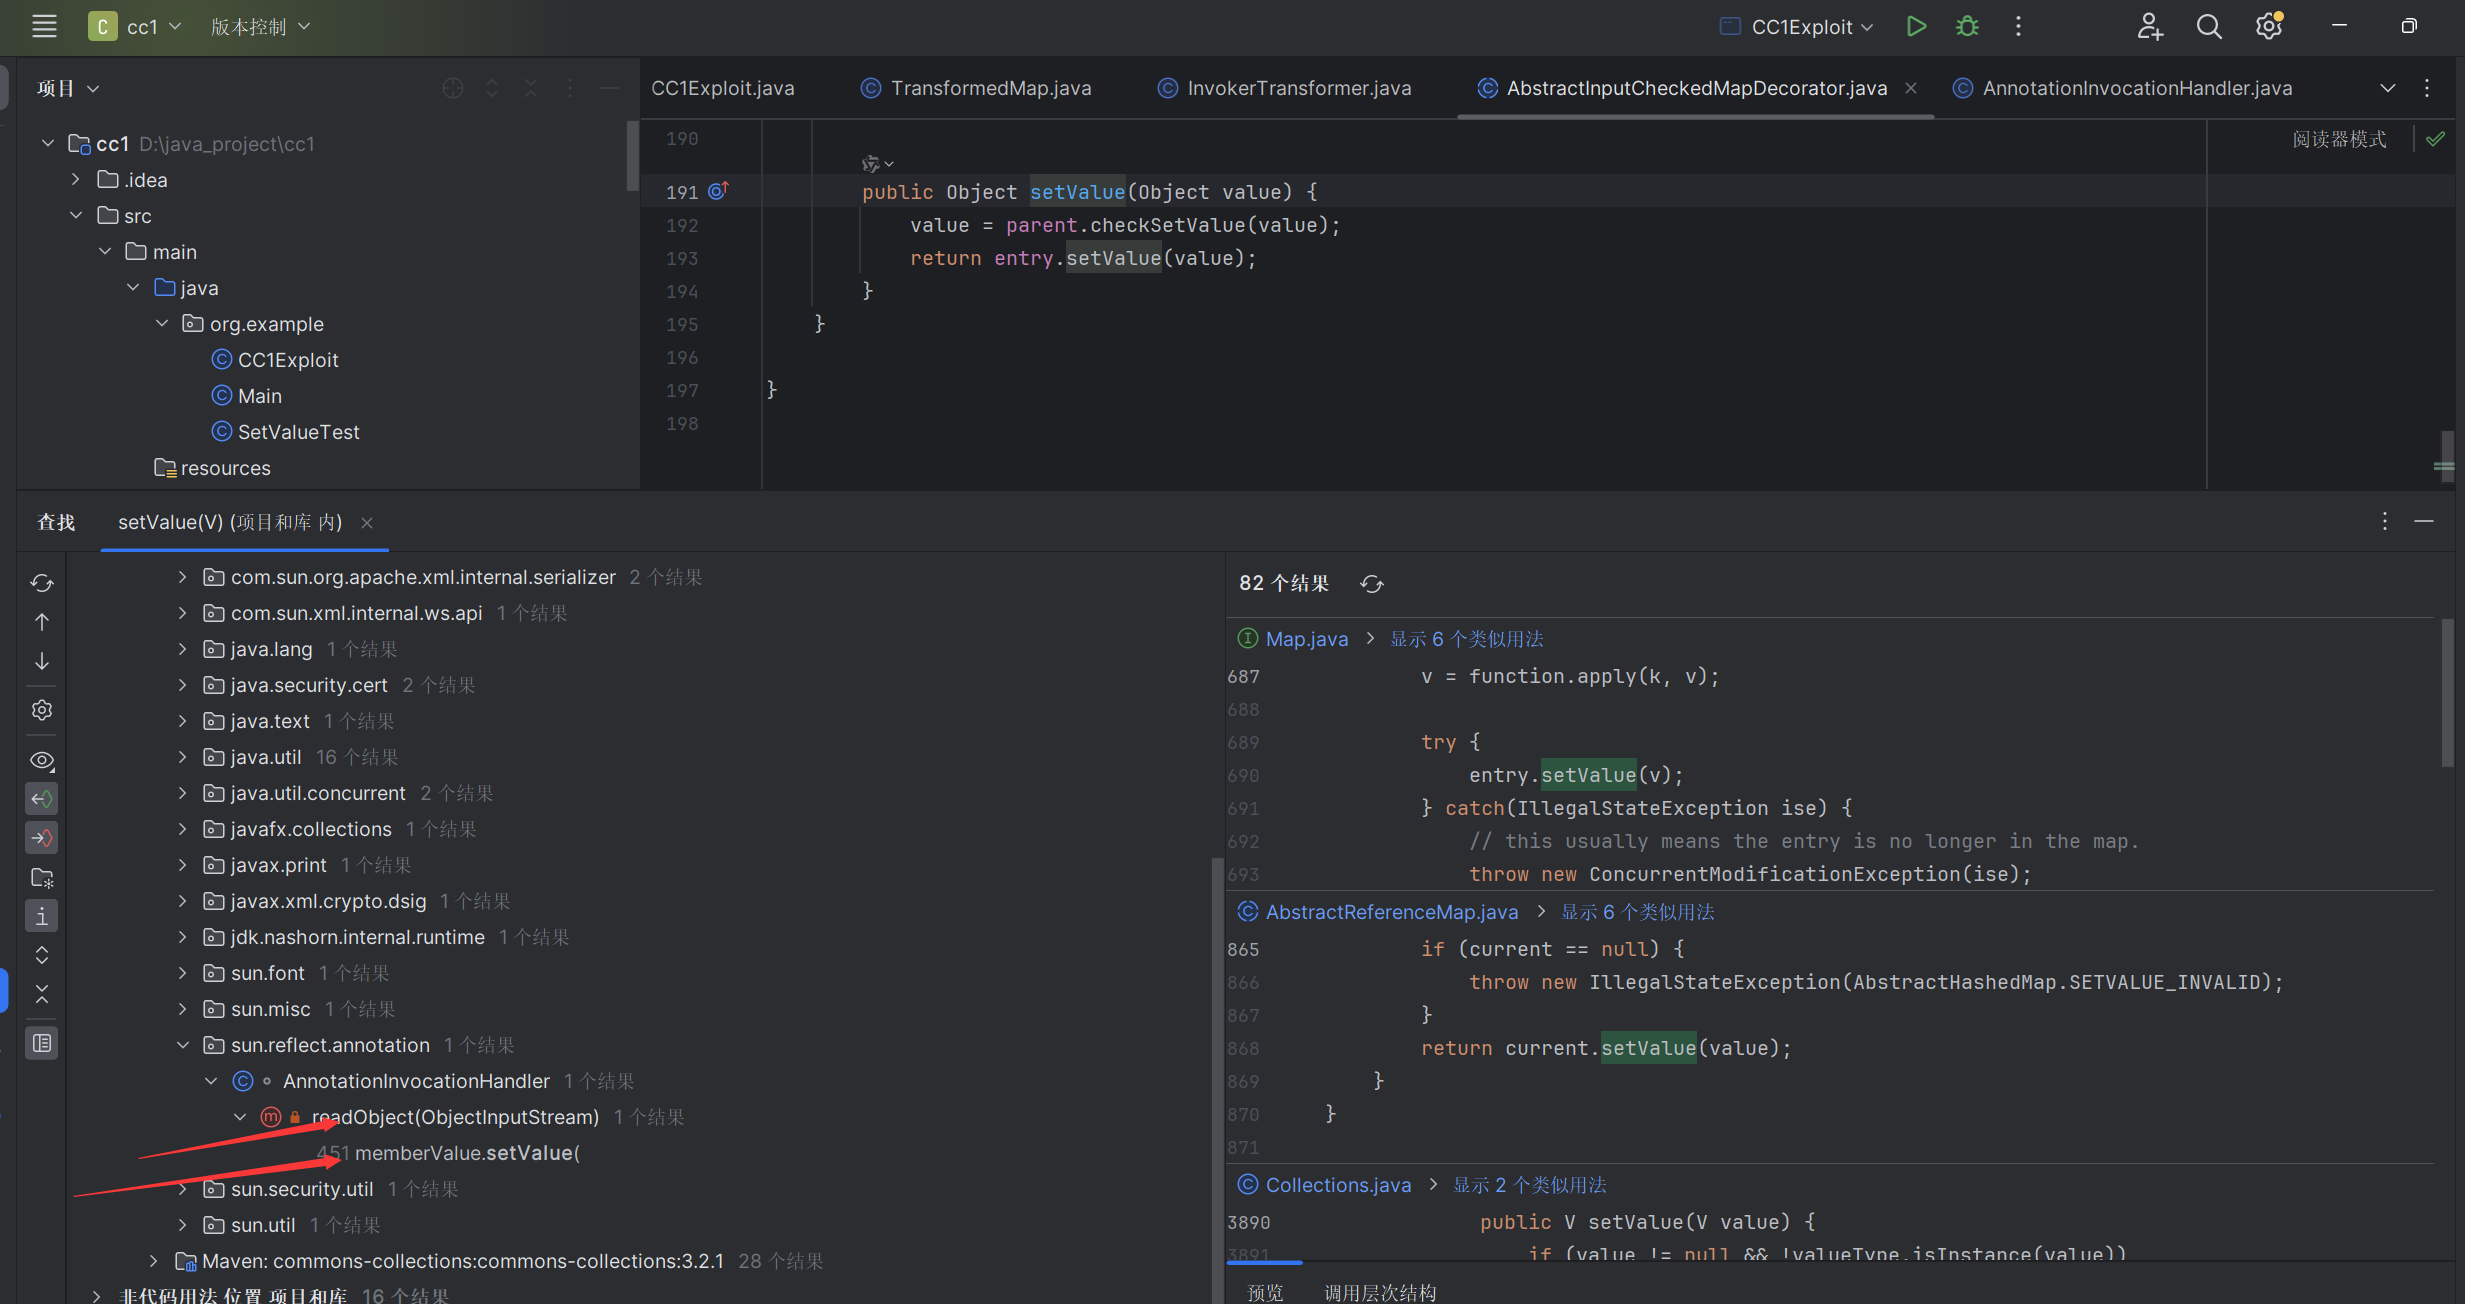 C cc1 版本控制 CC1Exploit
项目
cc1 D:\java_project\cc1
.idea
src
main
java
org.example
CC1Exploit
Main
SetValueTest
resources
CC1Exploit.java TransformedMap.java InvokerTransformer.java AbstractInputCheckedMapDecorator.java AnnotationInvocationHandler.java
阅读器模式
190
191 public Object setValue(Object value) {
192 value = parent.checkSetValue(value);
193 return entry.setValue(value);
194 }
195 }
196
197 }
198
查找 setValue(V) (项目和库 内)
com.sun.org.apache.xml.internal.serializer 2 个结果
com.sun.xml.internal.ws.api 1 个结果
java.lang 1 个结果
java.security.cert 2 个结果
java.text 1 个结果
java.util 16 个结果
java.util.concurrent 2 个结果
javafx.collections 1 个结果
javax.print 1 个结果
javax.xml.crypto.dsig 1 个结果
jdk.nashorn.internal.runtime 1 个结果
sun.font 1 个结果
sun.misc 1 个结果
sun.reflect.annotation 1 个结果
AnnotationInvocationHandler 1 个结果
readObject(ObjectInputStream) 1 个结果
451 memberValue.setValue(
sun.security.util 1 个结果
sun.util 1 个结果
Maven: commons-collections:commons-collections:3.2.1 28 个结果
非代码用法 位置 项目和库 16 个结果
82 个结果
Map.java > 显示 6 个类似用法
687 v = function.apply(k, v);
688
689 try {
690 entry.setValue(v);
691 } catch(IllegalStateException ise) {
692 // this usually means the entry is no longer in the map.
693 throw new ConcurrentModificationException(ise);
AbstractReferenceMap.java > 显示 6 个类似用法
865 if (current == null) {
866 throw new IllegalStateException(AbstractHashedMap.SETVALUE_INVALID);
867 }
868 return current.setValue(value);
869 }
870 }
871
Collections.java > 显示 2 个类似用法
3890 public V setValue(V value) {
3891 if (value != null && !valueType.isInstance(value))
预览 调用层次结构